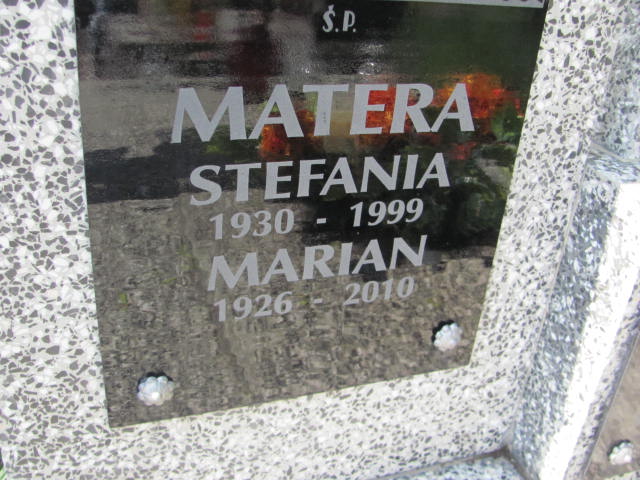 Ś.P.
MATERA
STEFANIA
1930 - 1999
MARIAN
1926 - 2010